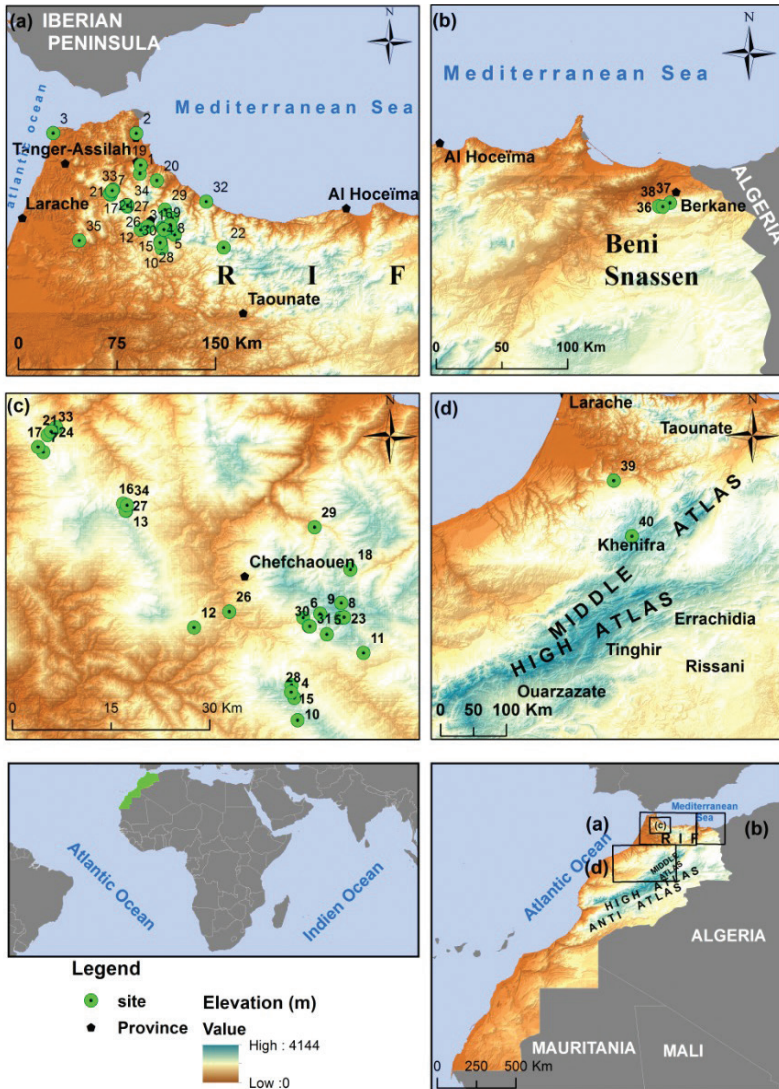 (a)
IBERIAN
PENINSULA
N
atlantic ocean
Mediterranean Sea
3
2
Tanger-Assilah
19
1
20
33
7
21
34
32
Al Hoceïma
17
24
27
29
Larache
26
35
12
30
8
5
22
15
10
28
R I F
Taounate
0 75 150 Km
(b)
N
Mediterranean Sea
Al Hoceïma
ALGERIA
38
37
36
Berkane
Beni
Snassen
0 50 100 Km
(c)
N
21
33
17
24
7
16
34
27
13
29
Chefchaouen
18
26
12
9
8
6
30
31
5
23
11
28
4
15
10
0 15 30 Km
(d)
N
Larache
Taounate
39
40
Khenifra
MIDDLE ATLAS
HIGH ATLAS
Errachidia
Tinghir
Rissani
Ouarzazate
0 50 100 Km
Atlantic Ocean
Indien Ocean
Legend
site
Province
Elevation (m)
Value
High : 4144
Low :0
Mediterranean
Sea
(a)
(c)
(b)
R I F
(d)
Atlantic Ocean
MIDDLE
ATLAS
HIGH ATLAS
ANTI ATLAS
ALGERIA
MAURITANIA
MALI
0 250 500 Km